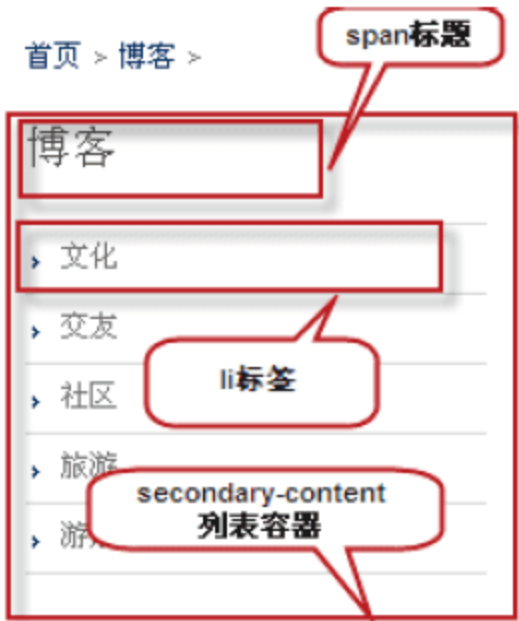 span标题
首页 > 博客 >
博客
文化
交友
li标签
社区
旅游
secondary-content
列表容器
游